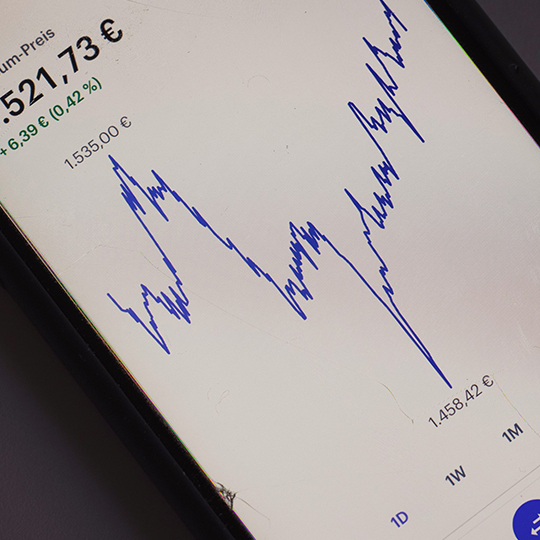 um-Preis
.521,73 €
+ 6,39 € (0,42 %)
1.535,00 €
1.458,42 €
1D 1W 1M